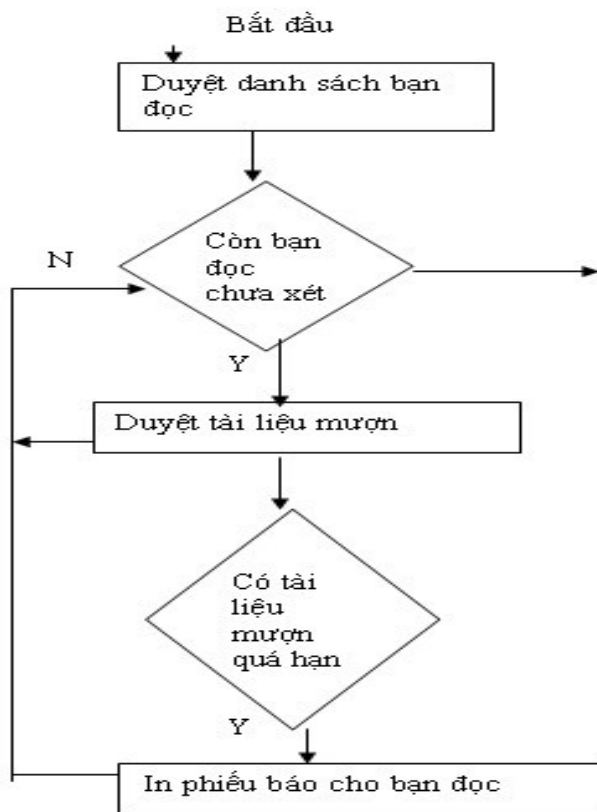 Bắt đầu
Duyệt danh sách bạn
đọc
Còn bạn
đọc
chưa xét
N
Y
Duyệt tài liệu mượn
Có tài
liệu
mượn
quá hạn
Y
In phiếu báo cho bạn đọc